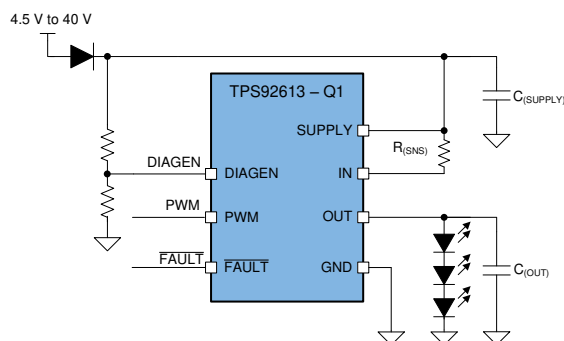 4.5 V to 40 V
TPS92613 – Q1
SUPPLY
C(SUPPLY)
R(SNS)
DIAGEN
DIAGEN
IN
PWM
PWM
OUT
FAULT
FAULT
GND
C(OUT)